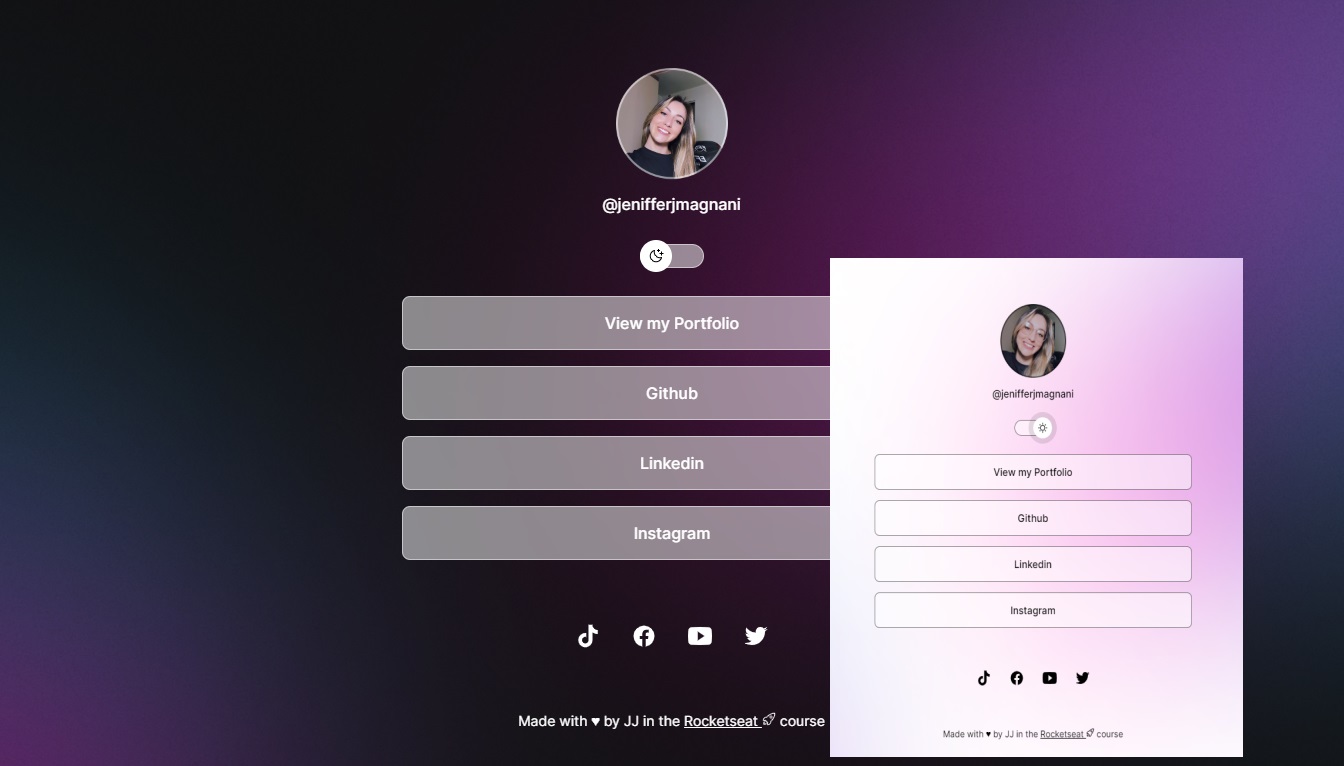 @jenifferjmagnani
View my Portfolio
Github
Linkedin
Instagram
Made with ♥ by JJ in the Rocketseat course
@jenifferjmagnani
View my Portfolio
Github
Linkedin
Instagram
Made with ♥ by JJ in the Rocketseat course